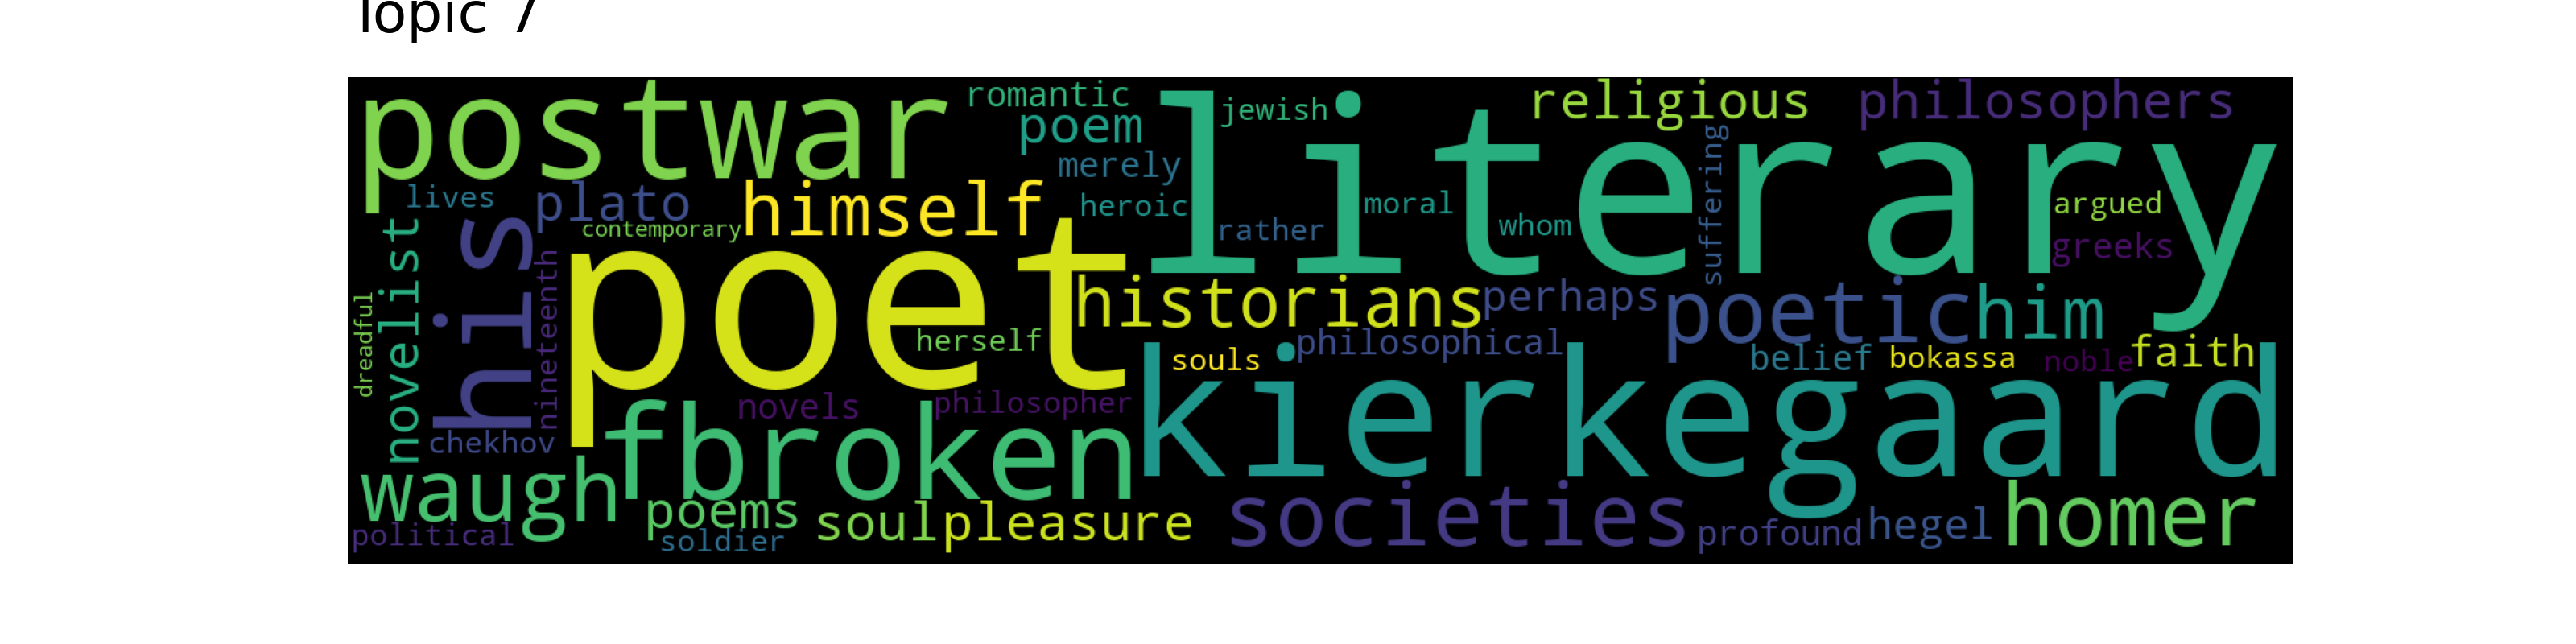 Topic 7
postwar
romantic
poem
jewish
religious
philosophers
literary
merely
lives
plato
himself
heroic
moral
rather
whom
suffering
argued
greeks
contemporary
his
novelist
nineteenth
dreadful
poet
herself
historians
perhaps
poetic
him
philosophical
souls
belief
bokassa
noble
faith
kierkegaard
novels
philosopher
chekhov
fbroken
waugh
poems
soul
pleasure
societies
profound
hegel
homer
political
soldier